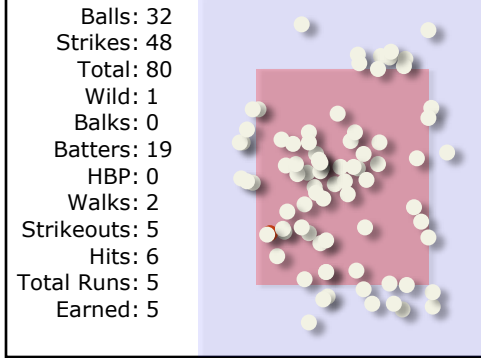 Balls: 32
Strikes: 48
Total: 80
Wild: 1
Balks: 0
Batters: 19
HBP: 0
Walks: 2
Strikeouts: 5
Hits: 6
Total Runs: 5
Earned: 5